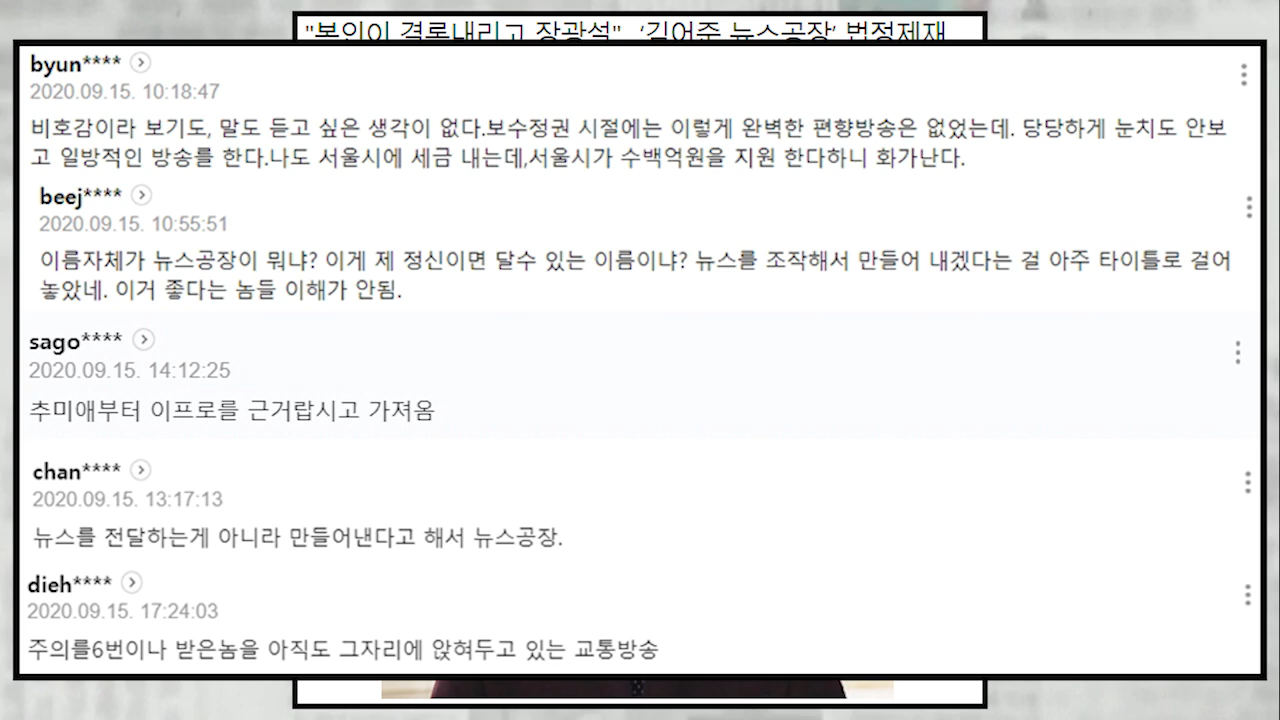 "본인이 결론내리고 장광설"..'김어준 뉴스공장' 법정제재
byun****
2020.09.15. 10:18:47
비호감이라 보기도, 말도 듣고 싶은 생각이 없다.보수정권 시절에는 이렇게 완벽한 편향방송은 없었는데. 당당하게 눈치도 안보
고 일방적인 방송를 한다.나도 서울시에 세금 내는데,서울시가 수백억원을 지원 한다하니 화가난다.
beej****
2020.09.15. 10:55:51
이름자체가 뉴스공장이 뭐냐? 이게 제 정신이면 달수 있는 이름이냐? 뉴스를 조작해서 만들어 내겠다는 걸 아주 타이틀로 걸어
놓았네. 이거 좋다는 놈들 이해가 안됨.
sago****
2020.09.15. 14:12:25
추미애부터 이프로를 근거랍시고 가져옴
chan****
2020.09.15. 13:17:13
뉴스를 전달하는게 아니라 만들어낸다고 해서 뉴스공장.
dieh****
2020.09.15. 17:24:03
주의를6번이나 받은놈을 아직도 그자리에 앉혀두고 있는 교통방송